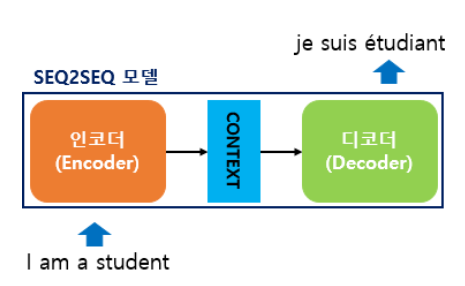 je suis étudiant
SEQ2SEQ 모델
인코더
(Encoder)
CONTEXT
디코더
(Decoder)
I am a student